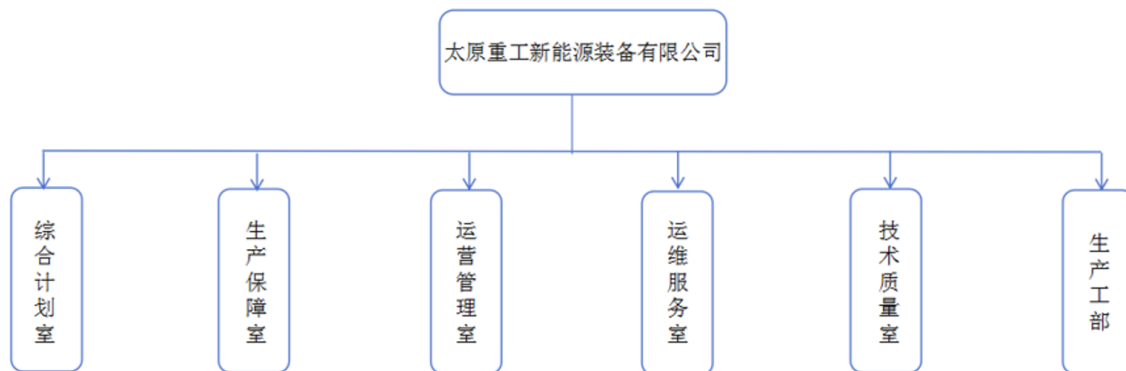 太原重工新能源装备有限公司
综合计划室
生产保障室
运营管理室
运维服务室
技术质量室
生产工部